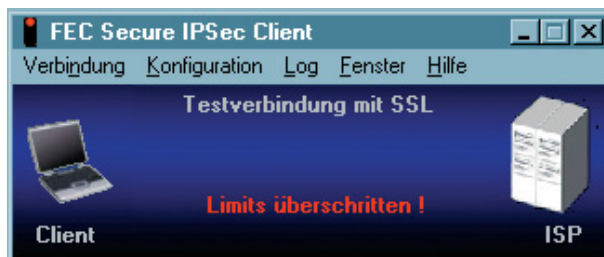 FEC Secure IPSec Client
Verbindung Konfiguration Log Fenster Hilfe
Testverbindung mit SSL
Limits überschritten !
Client ISP